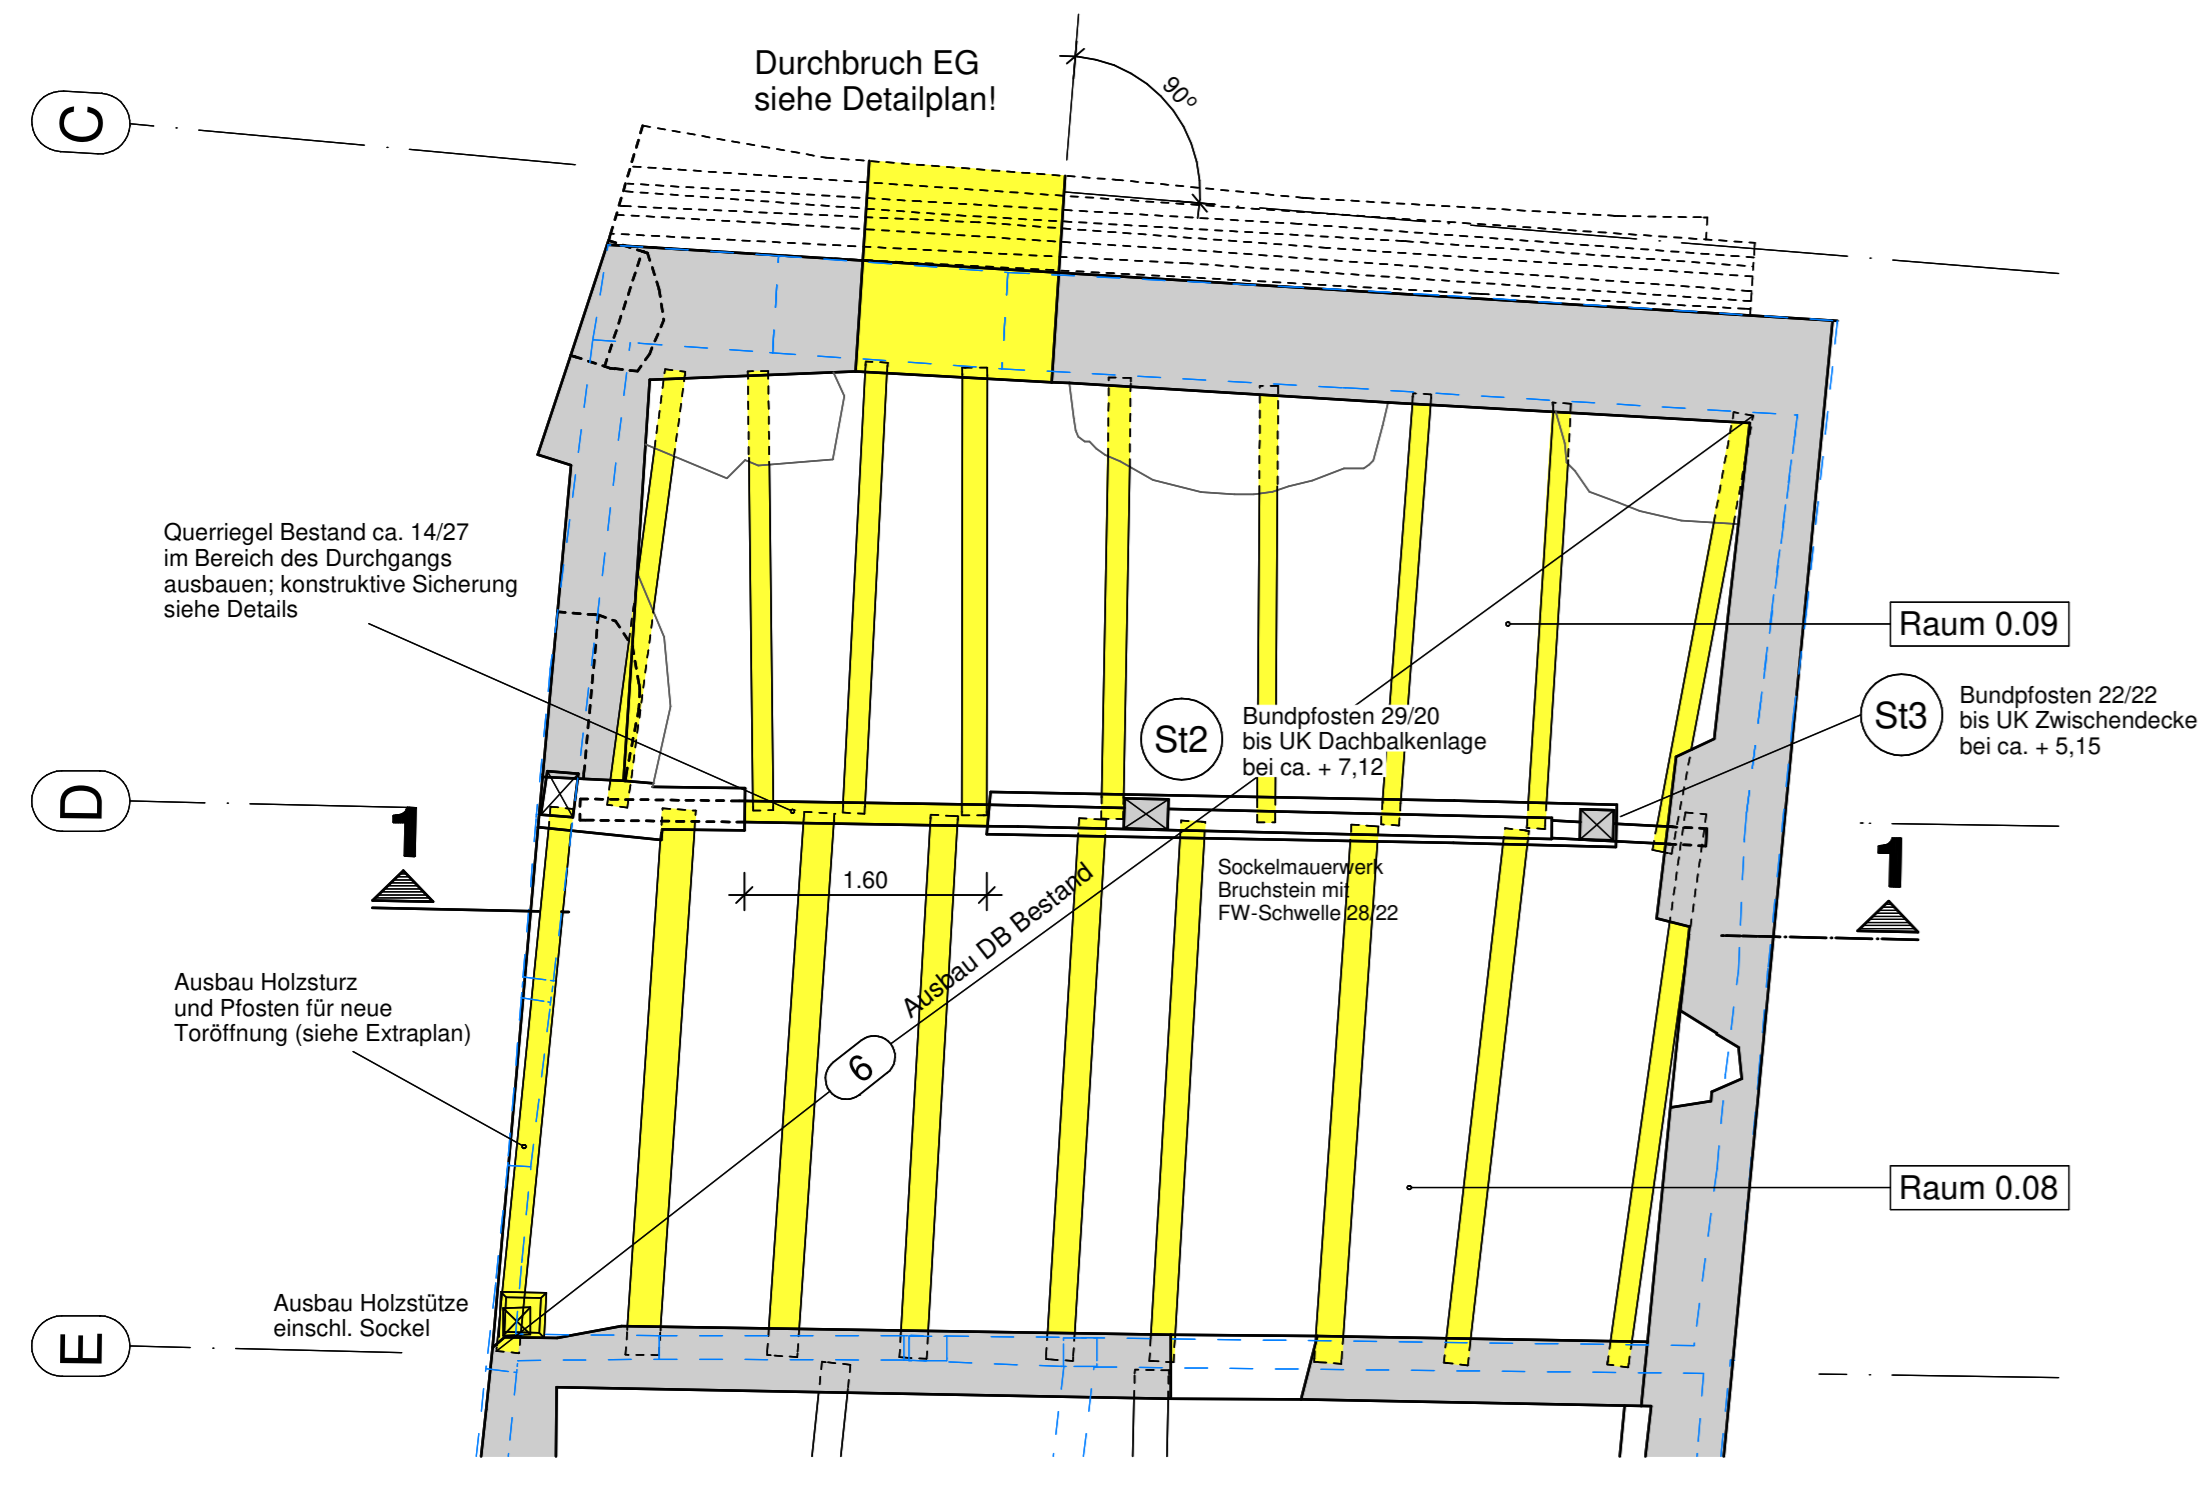 Durchbruch EG
siehe Detailplan!
90°
C
Querriegel Bestand ca. 14/27
im Bereich des Durchgangs
ausbauen; konstruktive Sicherung
siehe Details
Raum 0.09
St2
Bundpfosten 29/20
bis UK Dachbalkenlage
bei ca. + 7,12
St3
Bundpfosten 22/22
bis UK Zwischendecke
bei ca. + 5,15
D
1
1
1.60
Sockelmauerwerk
Bruchstein mit
FW-Schwelle 28/22
Ausbau DB Bestand
6
Ausbau Holzsturz
und Pfosten für neue
Toröffnung (siehe Extraplan)
Raum 0.08
Ausbau Holzstütze
einschl. Sockel
E